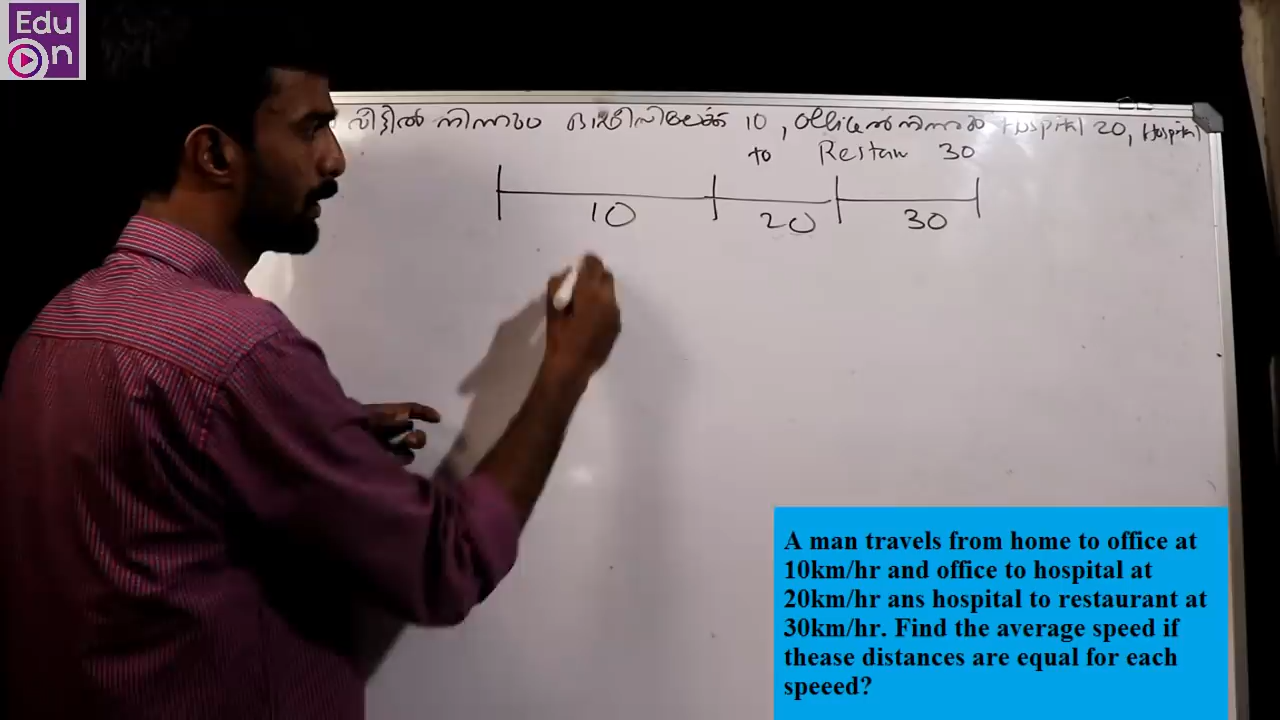 Edu
on
വീട്ടിൽ നിന്നും ഓഫീസിലേക്ക് 10, ഓഫീസിൽ നിന്നും Hospital 20, Hospital
to Restaur 30
10 20 30
A man travels from home to office at
10km/hr and office to hospital at
20km/hr ans hospital to restaurant at
30km/hr. Find the average speed if
thease distances are equal for each
speeed?